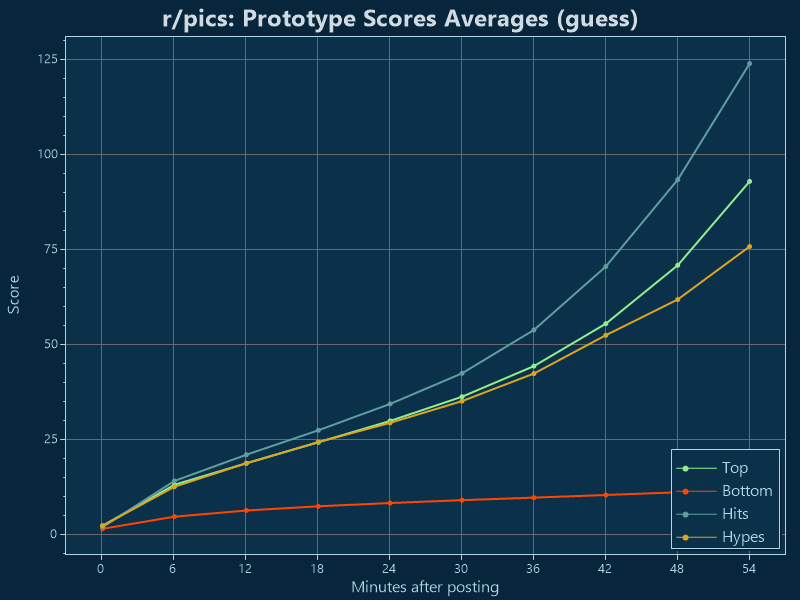 r/pics: Prototype Scores Averages (guess)
125
100
75
50
25
0
Score
0 6 12 18 24 30 36 42 48 54
Minutes after posting
Top
Bottom
Hits
Hypes